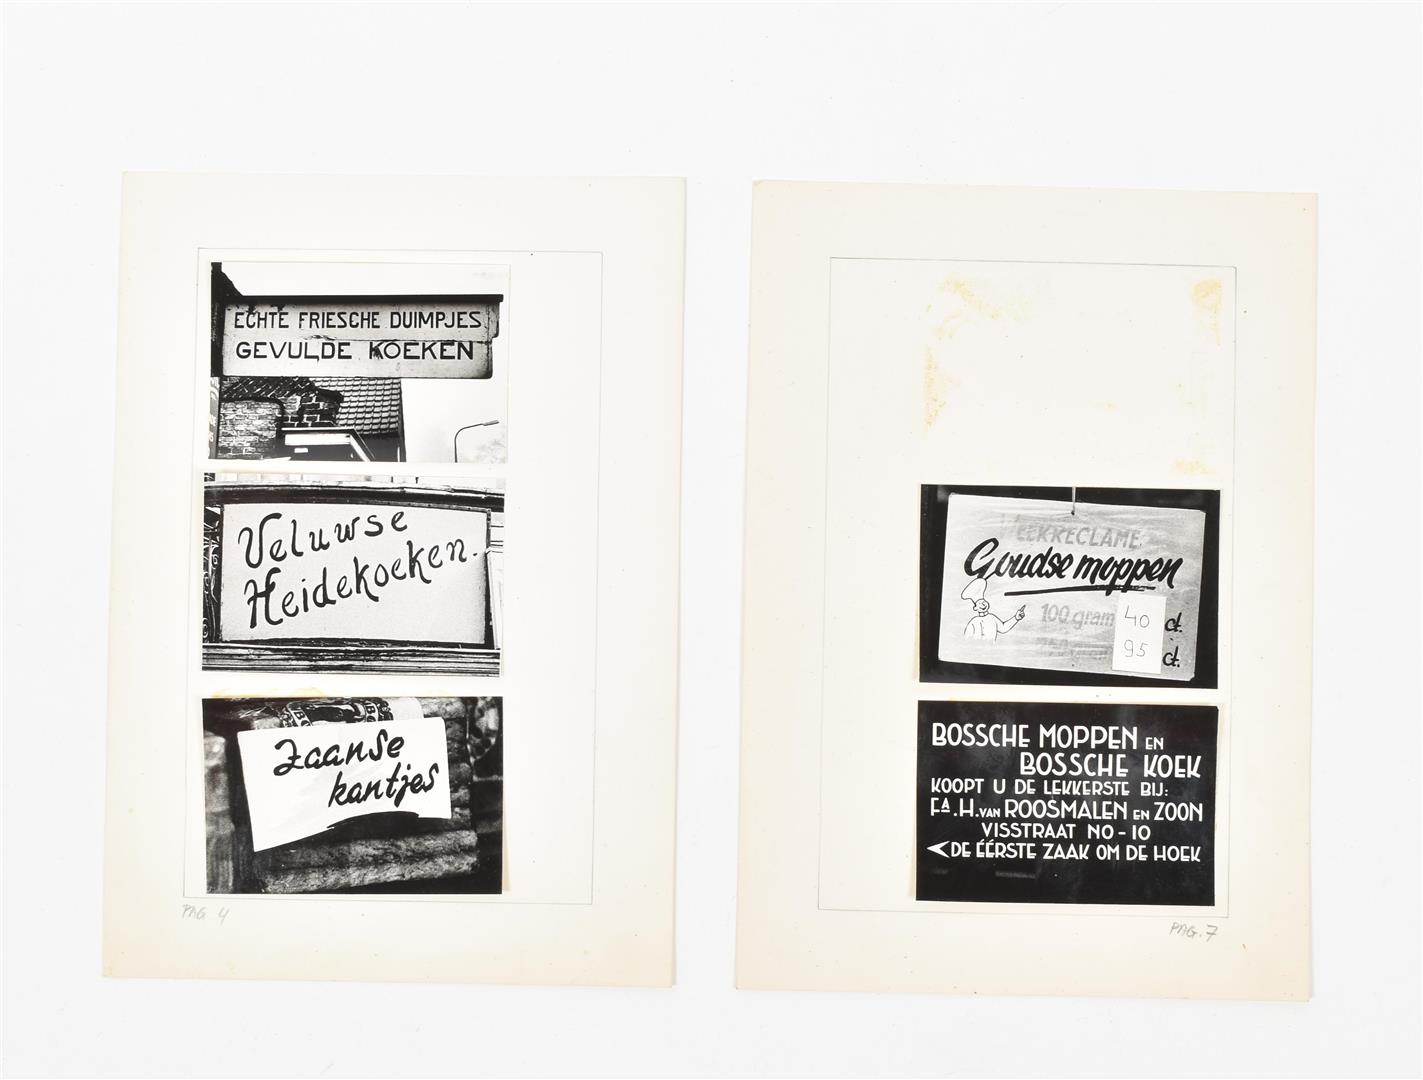 ECHTE FRIESCHE DUIMPJES
GEVULDE KOEKEN
Veluwse
Heidekoeken.
Zaanse
kantjes
PAG 4
WEEKRECLAME
Goudse moppen
100 gram 40 ct.
95 ct.
BOSSCHE MOPPEN EN
BOSSCHE KOEK
KOOPT U DE LEKKERSTE BIJ:
FA. H. VAN ROOSMALEN EN ZOON
VISSTRAAT NO-10
DE ÉÉRSTE ZAAK OM DE HOEK
PAG. 7